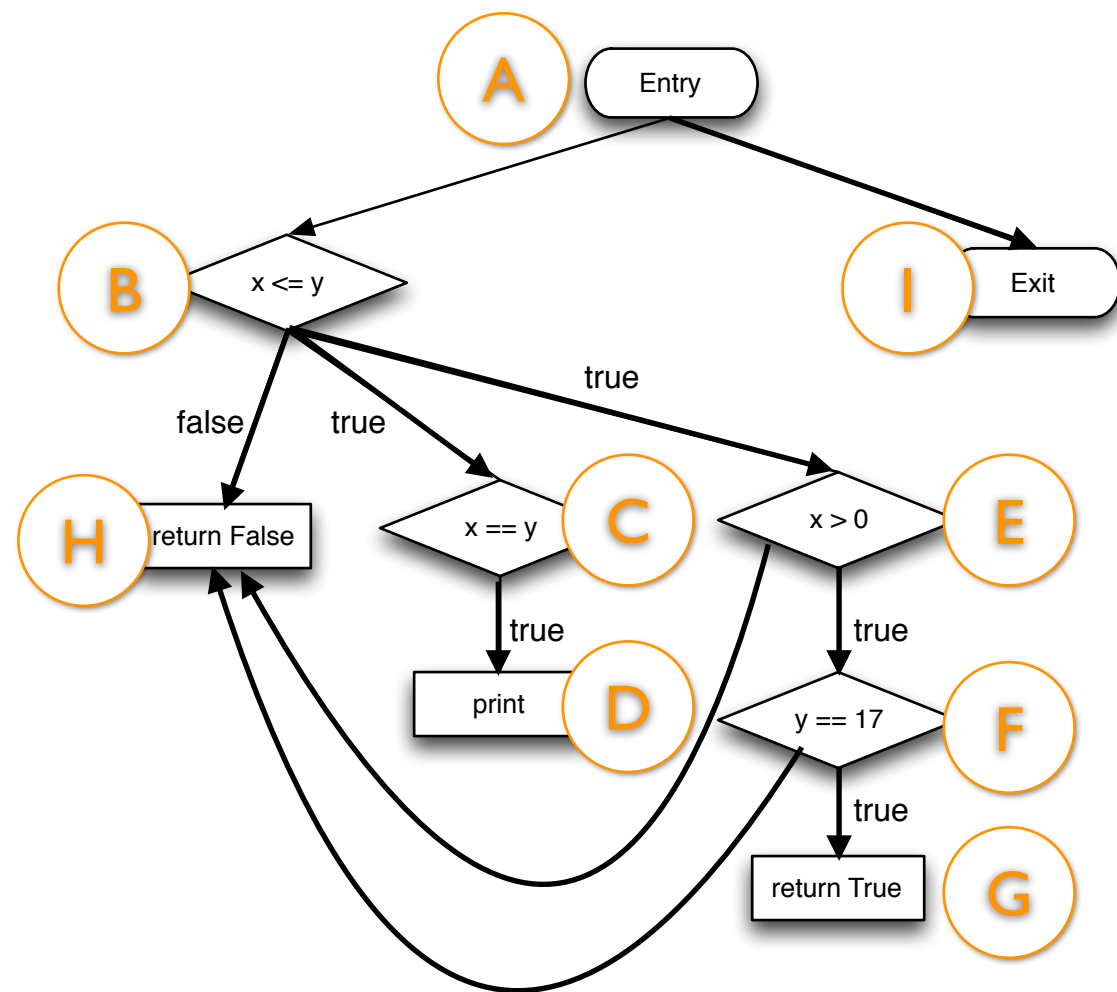 A
Entry
B
x <= y
I
Exit
true
false
true
H
return False
x == y
C
x > 0
E
true
true
print
D
y == 17
F
true
return True
G